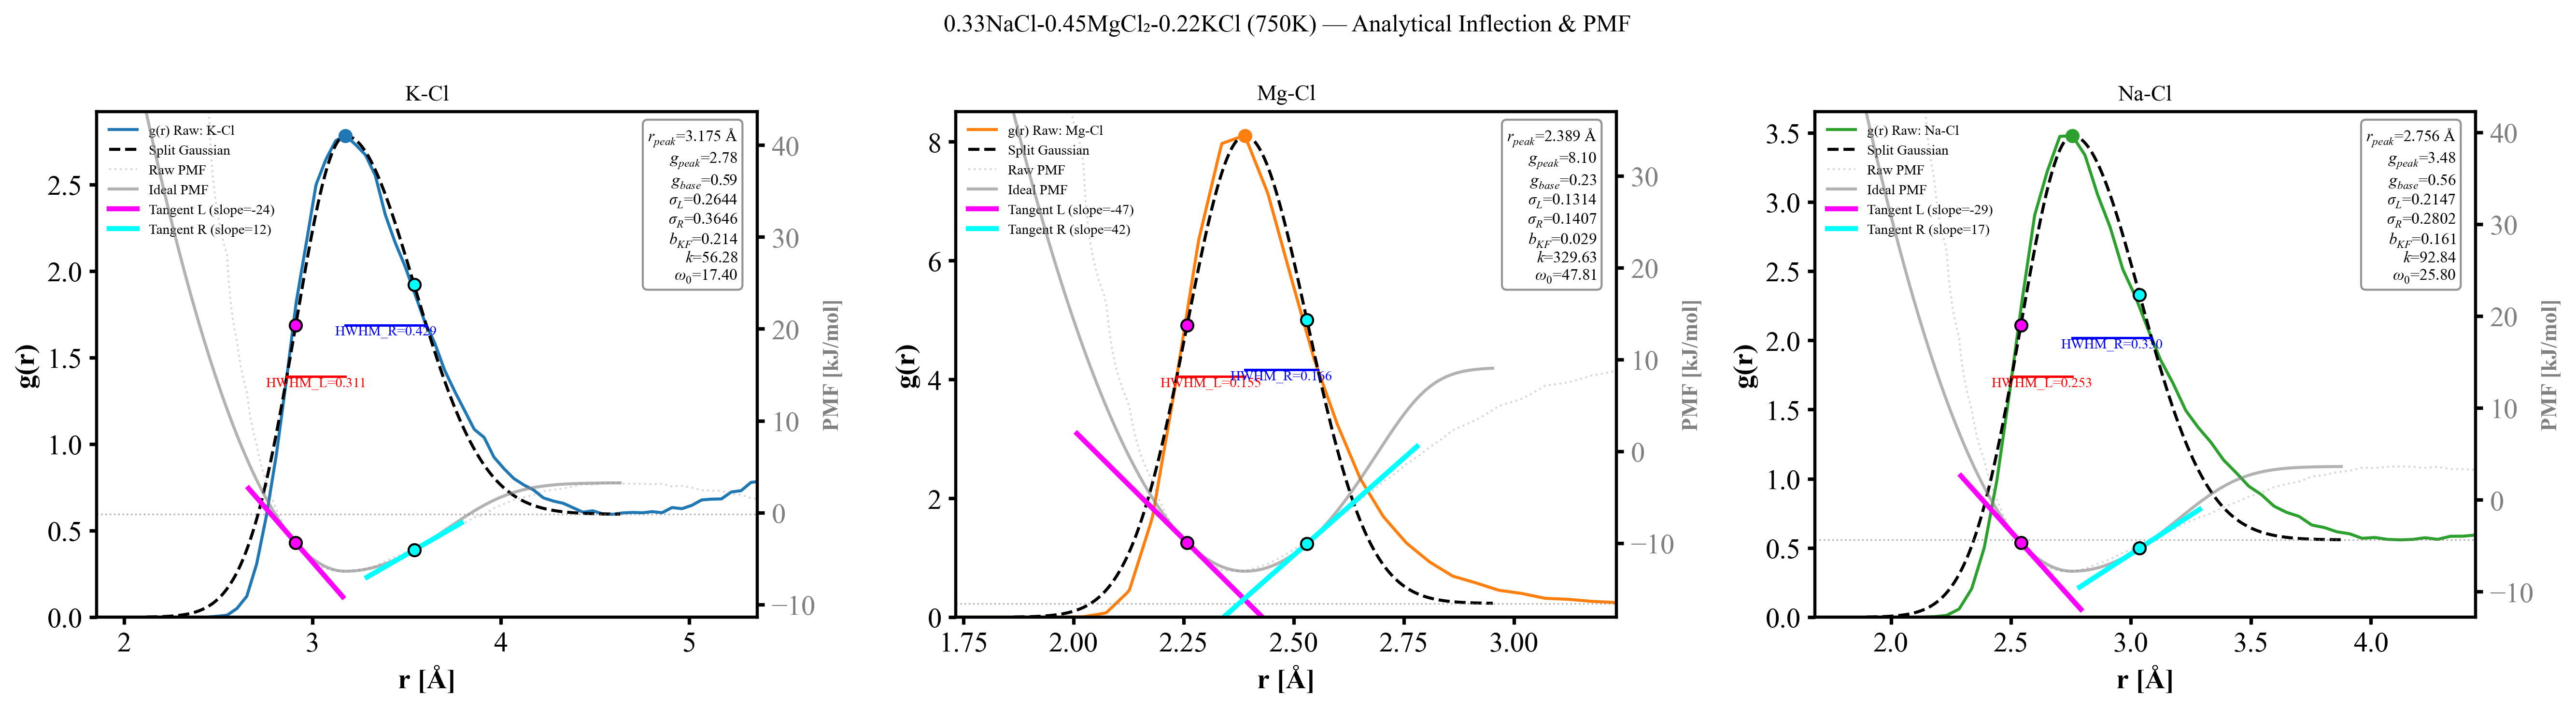 0.33NaCl-0.45MgCl₂-0.22KCl (750K) — Analytical Inflection & PMF
K-Cl
g(r) Raw: K-Cl
Split Gaussian
Raw PMF
Ideal PMF
Tangent L (slope=-24)
Tangent R (slope=12)
r_peak=3.175 Å
g_peak=2.78
g_base=0.59
σ_L=0.2644
σ_R=0.3646
b_KF=0.214
k=56.28
ω₀=17.40
HWHM_R=0.429
HWHM_L=0.311
g(r)
0.0
0.5
1.0
1.5
2.0
2.5
2
3
4
5
r [Å]
40
30
20
10
0
−10
PMF [kJ/mol]
Mg-Cl
g(r) Raw: Mg-Cl
Split Gaussian
Raw PMF
Ideal PMF
Tangent L (slope=-47)
Tangent R (slope=42)
r_peak=2.389 Å
g_peak=8.10
g_base=0.23
σ_L=0.1314
σ_R=0.1407
b_KF=0.029
k=329.63
ω₀=47.81
HWHM_L=0.155
HWHM_R=0.166
g(r)
0
2
4
6
8
1.75
2.00
2.25
2.50
2.75
3.00
r [Å]
30
20
10
0
−10
PMF [kJ/mol]
Na-Cl
g(r) Raw: Na-Cl
Split Gaussian
Raw PMF
Ideal PMF
Tangent L (slope=-29)
Tangent R (slope=17)
r_peak=2.756 Å
g_peak=3.48
g_base=0.56
σ_L=0.2147
σ_R=0.2802
b_KF=0.161
k=92.84
ω₀=25.80
HWHM_R=0.330
HWHM_L=0.253
g(r)
0.0
0.5
1.0
1.5
2.0
2.5
3.0
3.5
2.0
2.5
3.0
3.5
4.0
r [Å]
40
30
20
10
0
−10
PMF [kJ/mol]